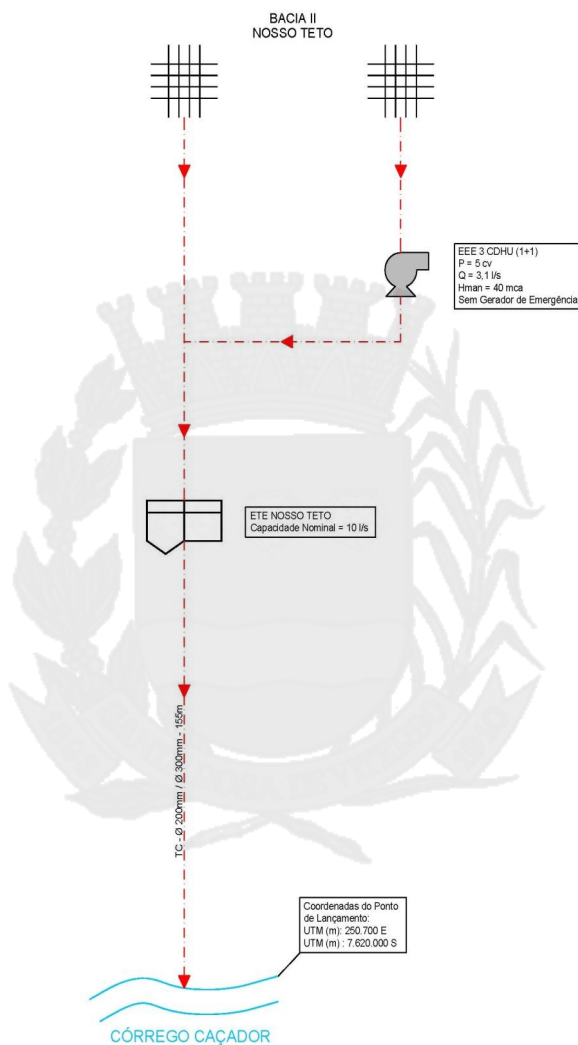 BACIA II
NOSSO TETO
EEE 3 CDHU (1+1)
P = 5 cv
Q = 3,1 l/s
Hman = 40 mca
Sem Gerador de Emergência
ETE NOSSO TETO
Capacidade Nominal = 10 l/s
TC - Ø 200mm / Ø 300mm - 155m
Coordenadas do Ponto
de Lançamento:
UTM (m): 250.700 E
UTM (m) : 7.620.000 S
CÓRREGO CAÇADOR